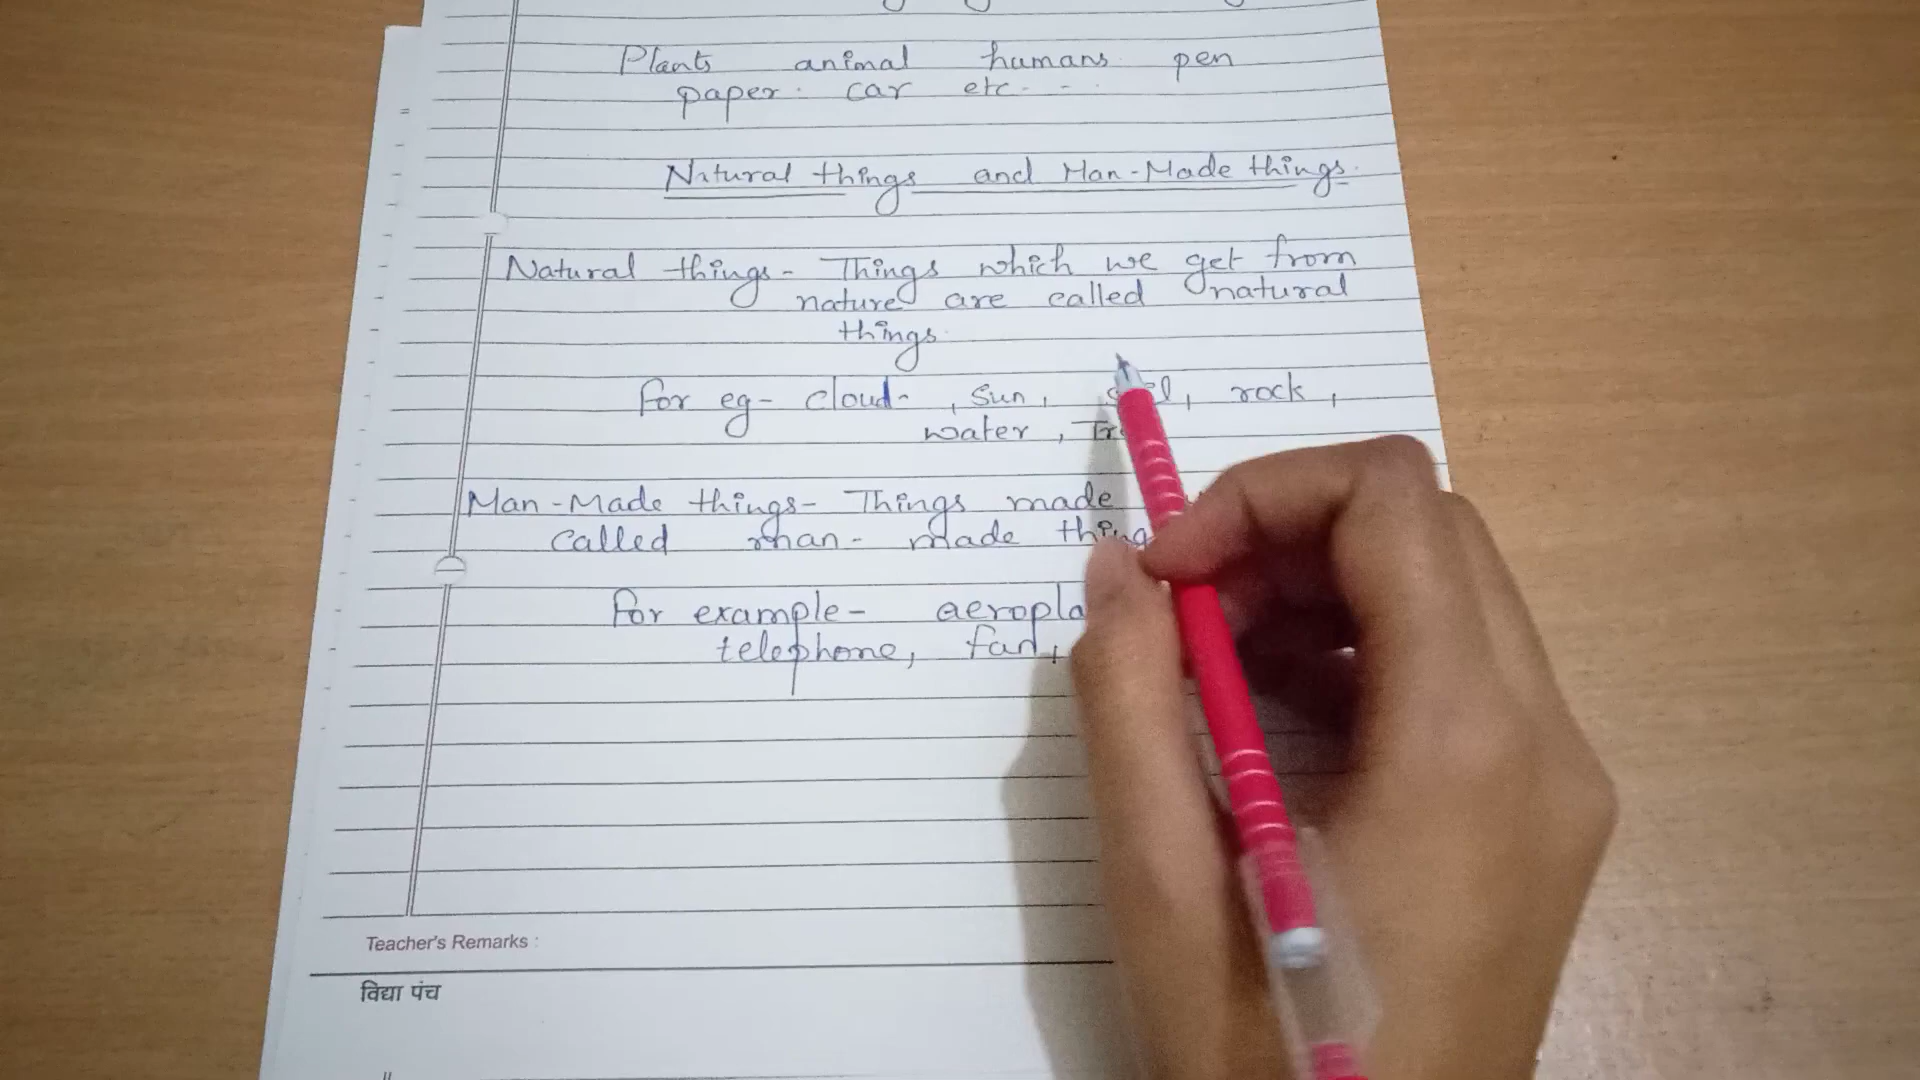 Plants animal humans pen
paper. car etc - -
Natural things and Man-Made things.
Natural things - Things which we get from
nature are called natural
things.
For eg - cloud - , Sun, , rock ,
water ,
Man-Made things - Things made
called man - made
For example -
telephone, fan,
Teacher's Remarks :
विद्या पंच